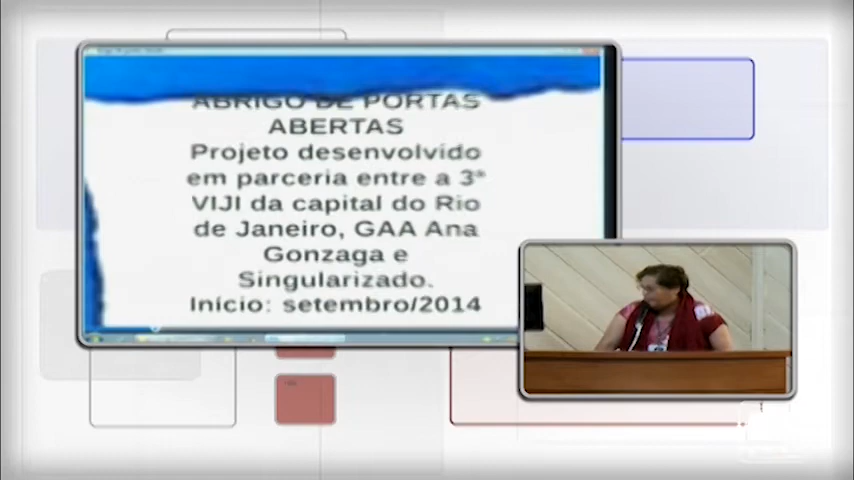 ABRIGO DE PORTAS
ABERTAS
Projeto desenvolvido
em parceria entre a 3ª
VIJI da capital do Rio
de Janeiro, GAA Ana
Gonzaga e
Singularizado.
Início: setembro/2014